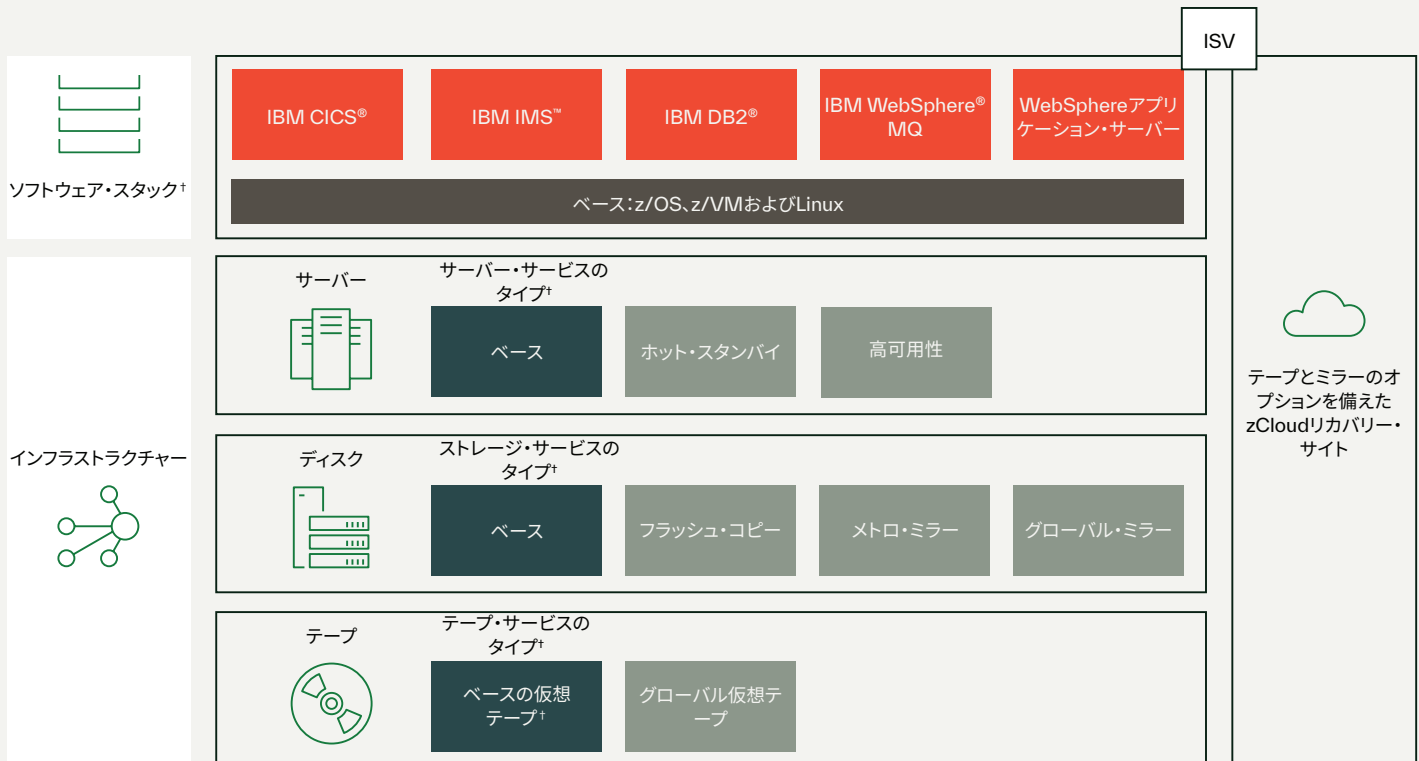 ISV
ソフトウェア・スタック†
IBM CICS®
IBM IMS™
IBM DB2®
IBM WebSphere®
MQ
WebSphereアプリ
ケーション・サーバー
ベース：z/OS、z/VMおよびLinux
インフラストラクチャー
サーバー
サーバー・サービスの
タイプ†
ベース
ホット・スタンバイ
高可用性
ディスク
ストレージ・サービスの
タイプ†
ベース
フラッシュ・コピー
メトロ・ミラー
グローバル・ミラー
テープ
テープ・サービスの
タイプ†
ベースの仮想
テープ†
グローバル仮想テ
ープ
テープとミラーのオ
プションを備えた
zCloudリカバリー・
サイト